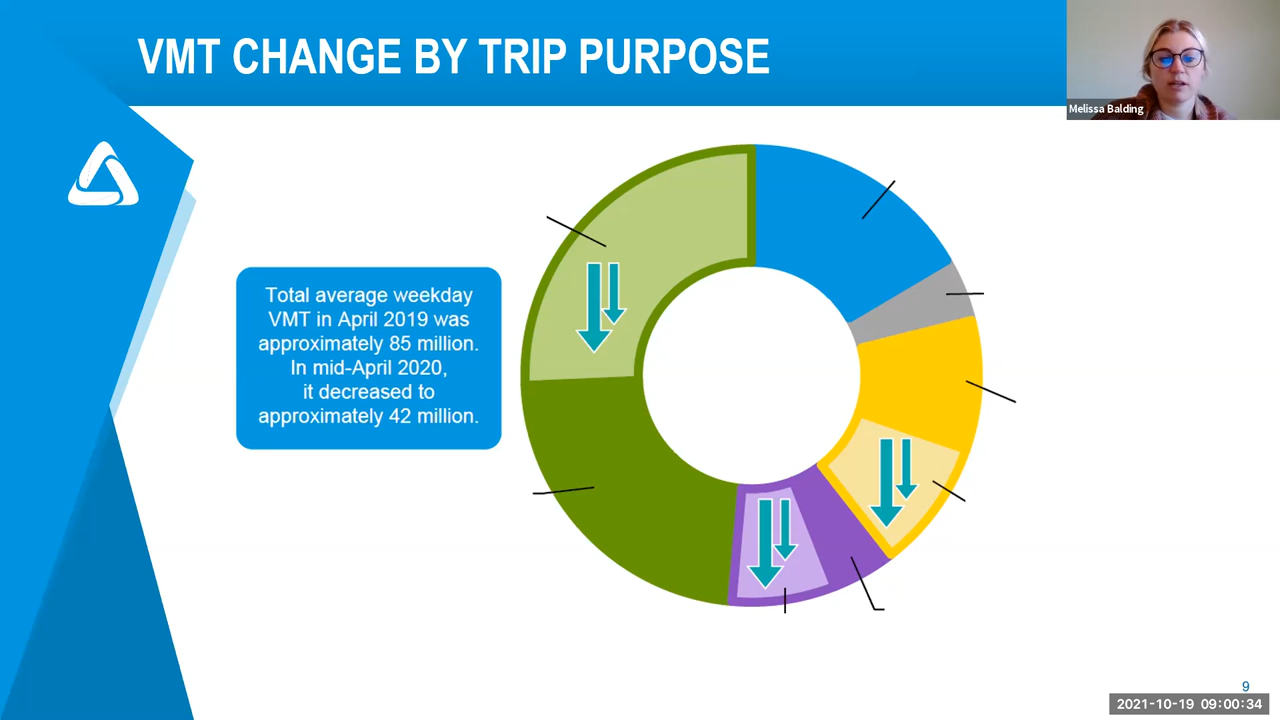 VMT CHANGE BY TRIP PURPOSE
Melissa Balding
Total average weekday
VMT in April 2019 was
approximately 85 million.
In mid-April 2020,
it decreased to
approximately 42 million.
9
2021-10-19 09:00:34